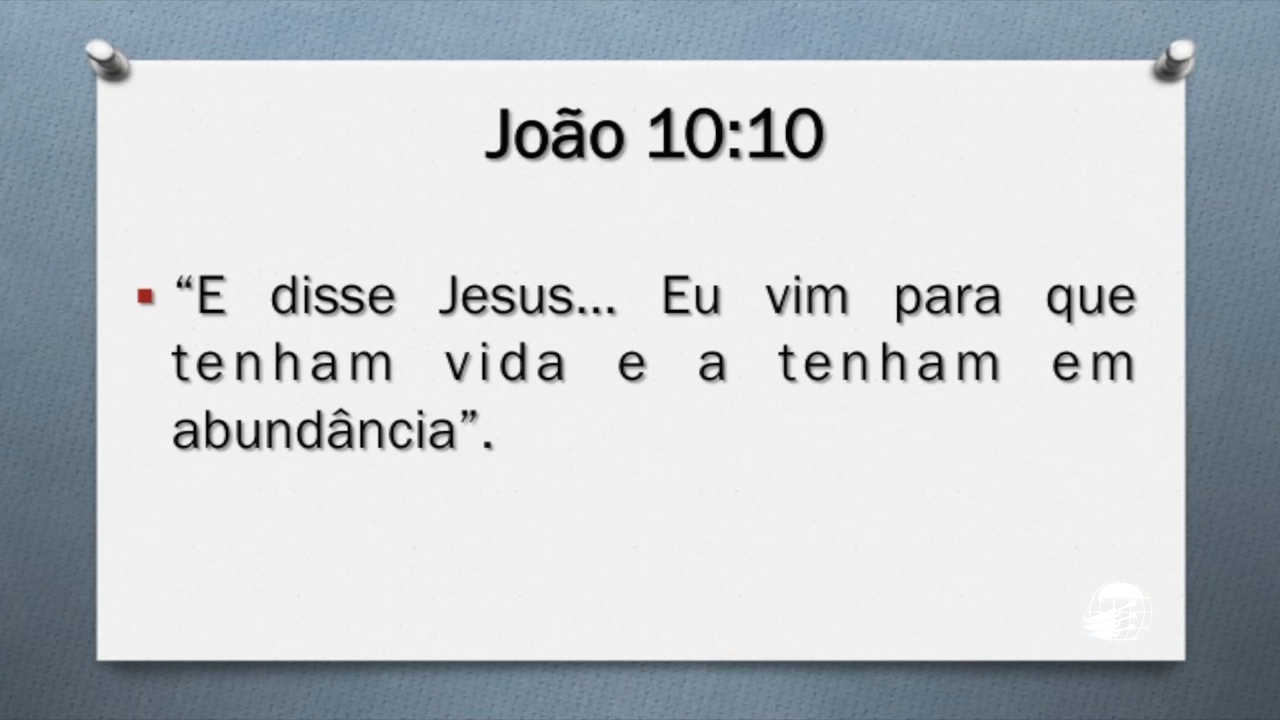 João 10:10
“E disse Jesus... Eu vim para que
tenham vida e a tenham em
abundância”.